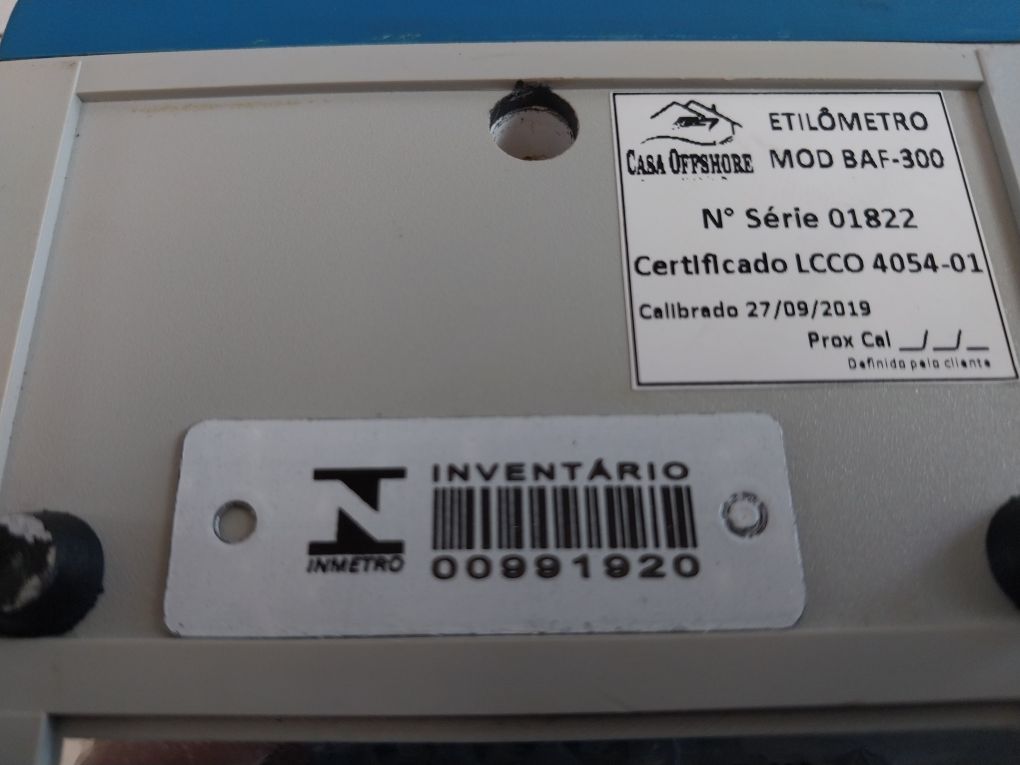 CASA OFFSHORE
ETILÔMETRO
MOD BAF-300
N° Série 01822
Certificado LCCO 4054-01
Calibrado 27/09/2019
Prox Cal __/__/__
Definido pelo cliente
INMETRO
INVENTÁRIO
00991920